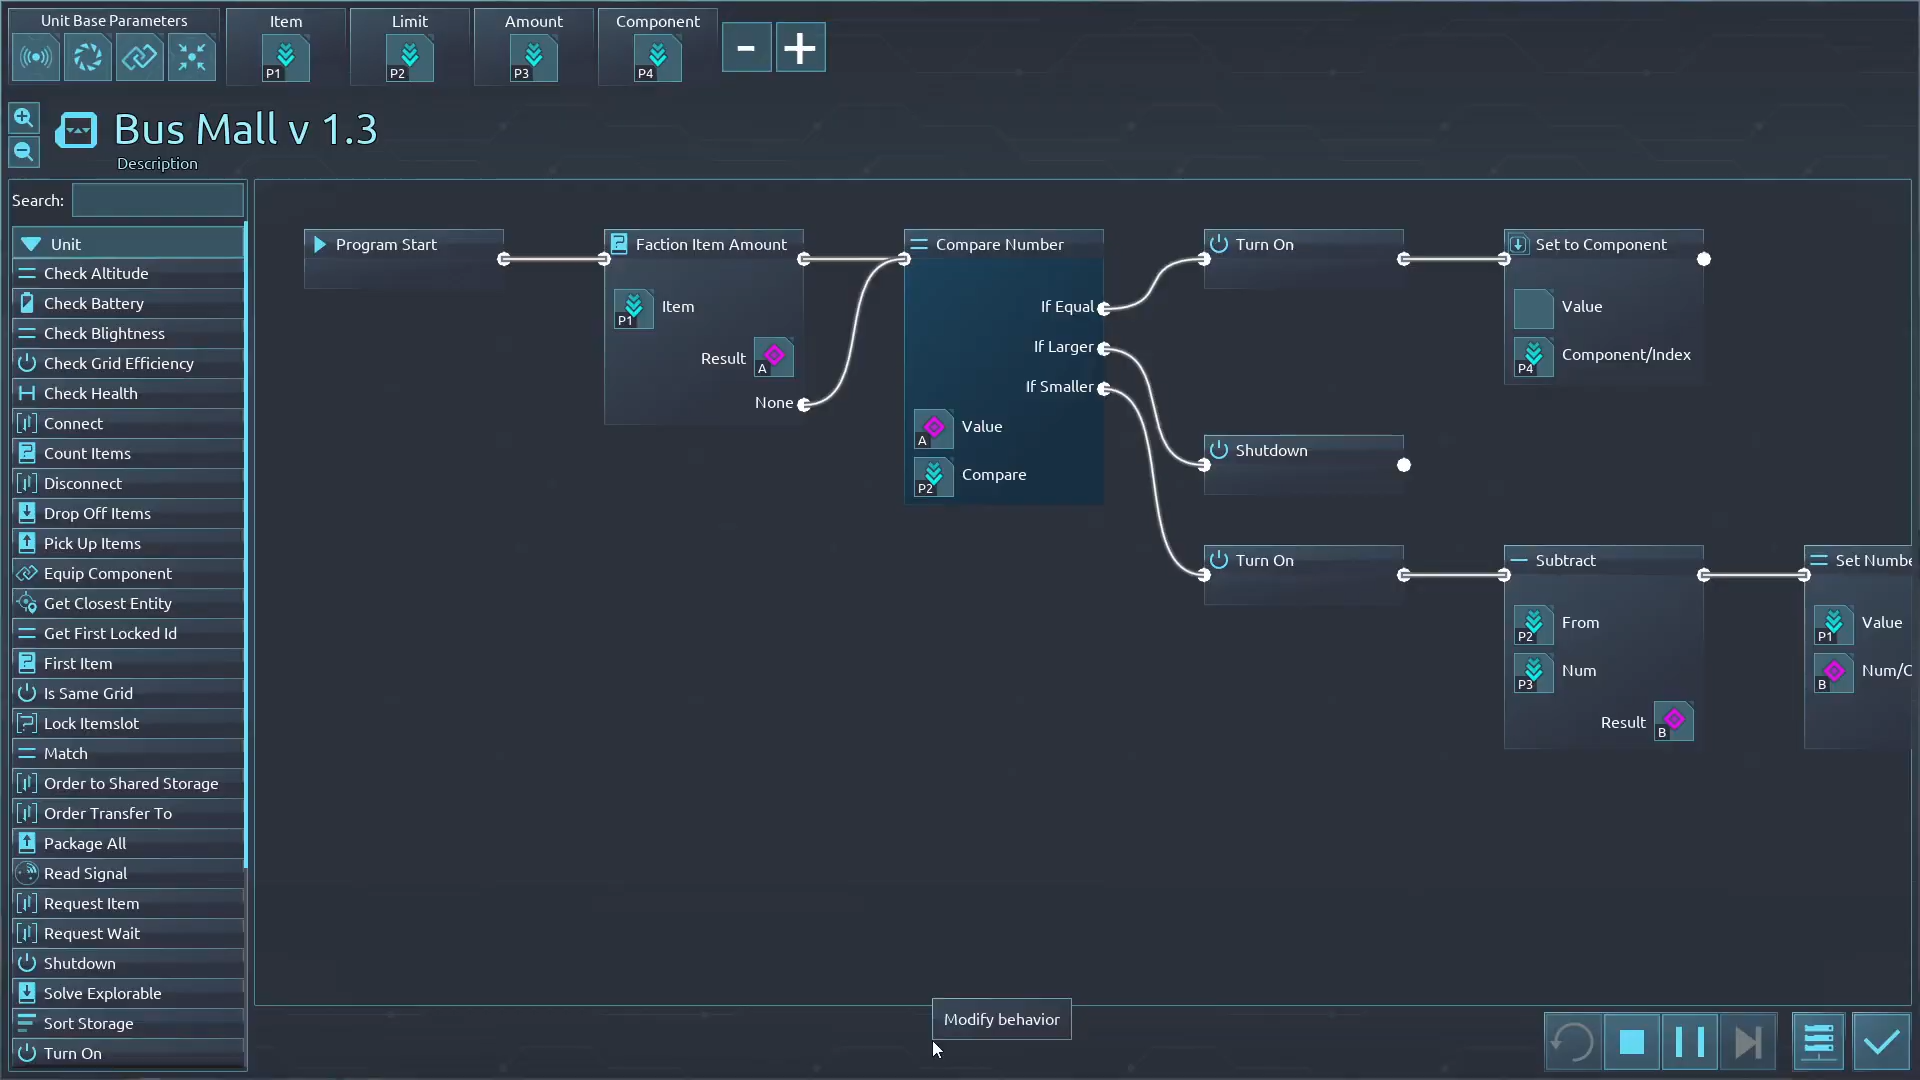 Unit Base Parameters
Item
P1
Limit
P2
Amount
P3
Component
P4
- +
Bus Mall v 1.3
Description
Search:
Unit
Check Altitude
Check Battery
Check Blightness
Check Grid Efficiency
Check Health
Connect
Count Items
Disconnect
Drop Off Items
Pick Up Items
Equip Component
Get Closest Entity
Get First Locked Id
First Item
Is Same Grid
Lock Itemslot
Match
Order to Shared Storage
Order Transfer To
Package All
Read Signal
Request Item
Request Wait
Shutdown
Solve Explorable
Sort Storage
Turn On
Program Start
Faction Item Amount
P1 Item
Result A
None
Compare Number
If Equal
If Larger
If Smaller
A Value
P2 Compare
Turn On
Set to Component
Value
P4 Component/Index
Shutdown
Turn On
Subtract
P2 From
P3 Num
Result B
Set Numbe
P1 Value
B Num/C
Modify behavior